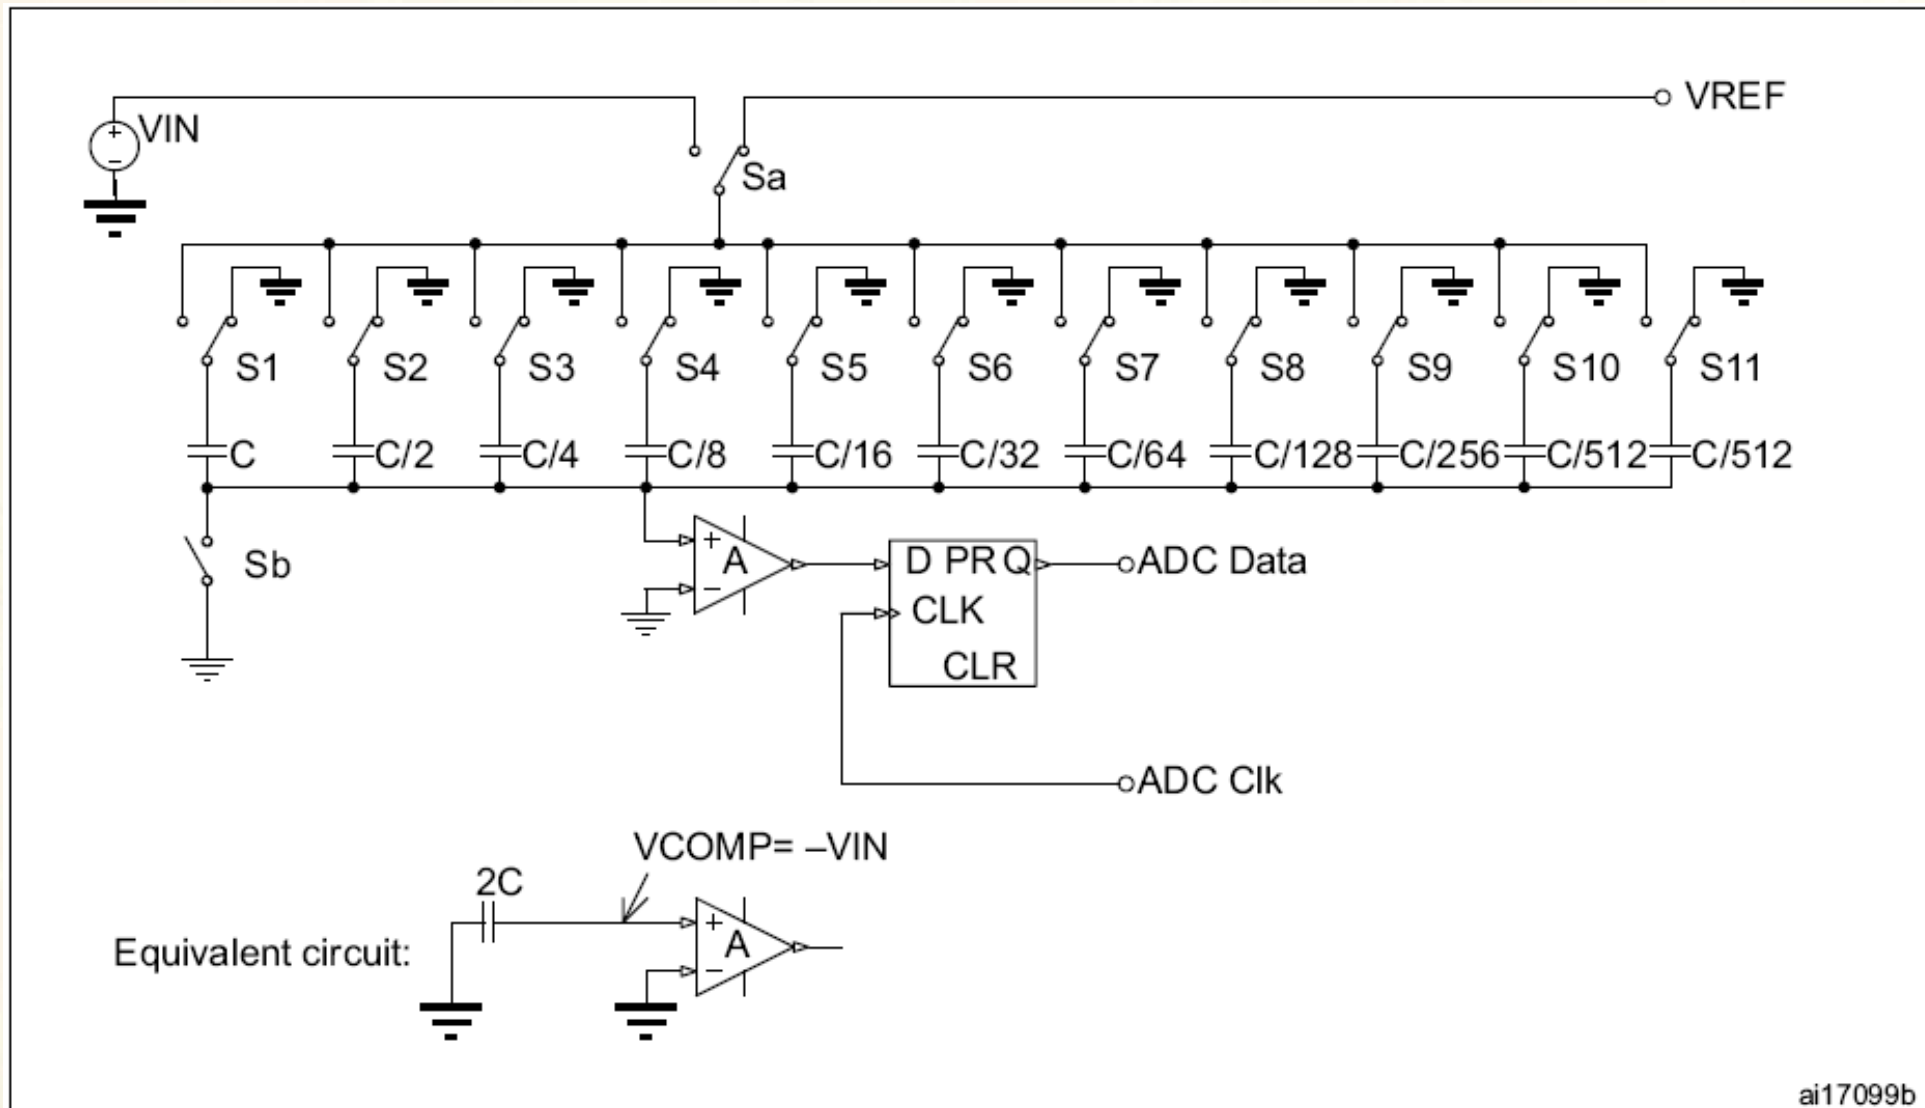 VIN
VREF
Sa
S1 S2 S3 S4 S5 S6 S7 S8 S9 S10 S11
C C/2 C/4 C/8 C/16 C/32 C/64 C/128 C/256 C/512 C/512
Sb
+
A
−
D PR Q
CLK
CLR
ADC Data
ADC Clk
VCOMP= –VIN
2C
+
A
−
Equivalent circuit:
ai17099b